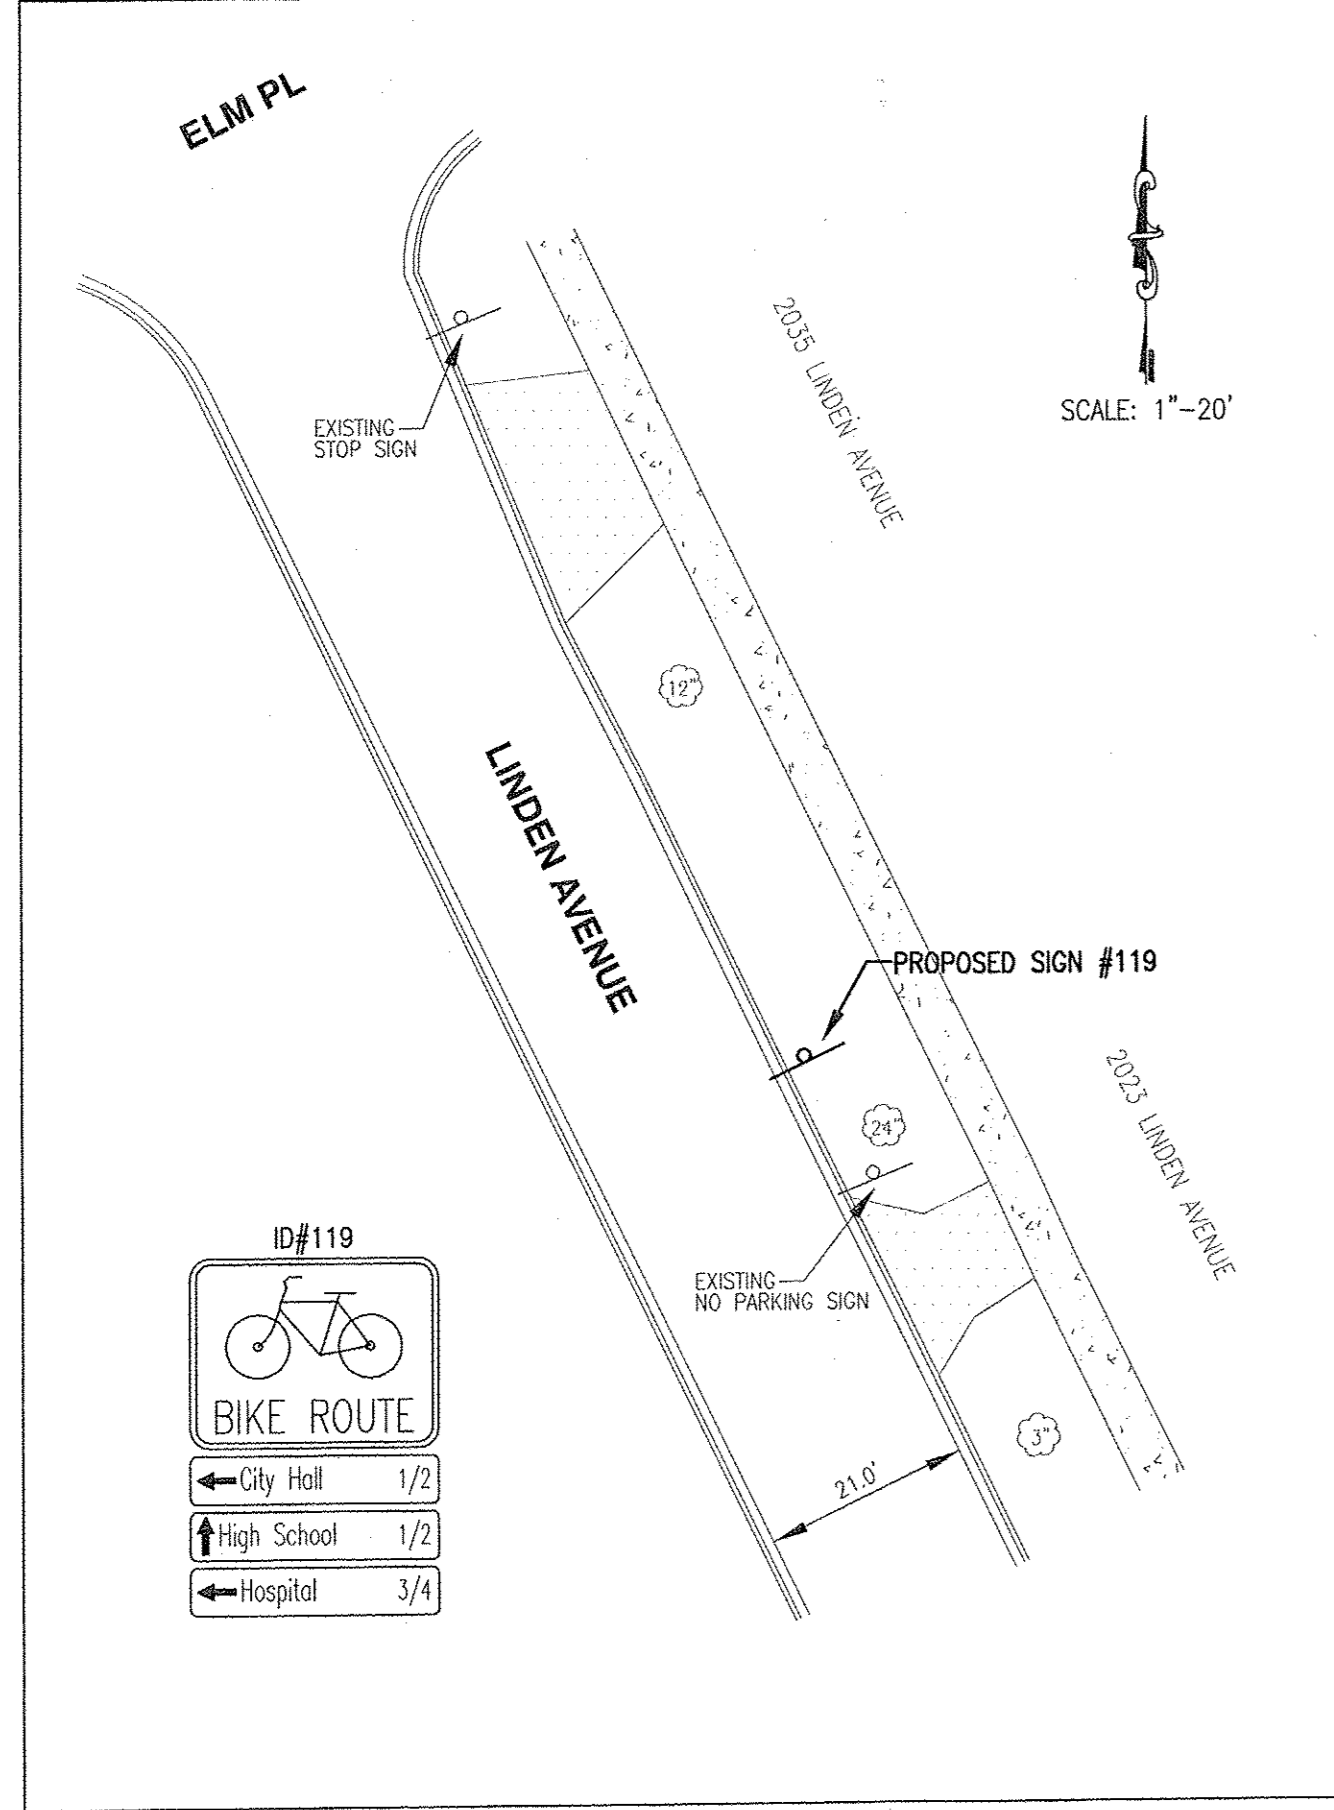 ELM PL
2035 LINDEN AVENUE
SCALE: 1"-20'
EXISTING
STOP SIGN
12"
LINDEN AVENUE
PROPOSED SIGN #119
24"
2023 LINDEN AVENUE
EXISTING
NO PARKING SIGN
3"
21.0'
ID#119
BIKE ROUTE
City Hall 1/2
High School 1/2
Hospital 3/4